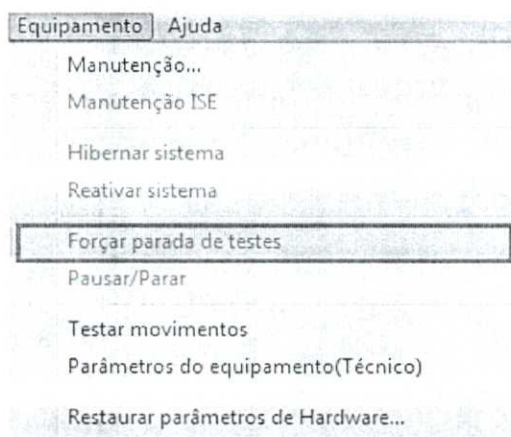 Equipamento Ajuda
Manutenção...
Manutenção ISE
Hibernar sistema
Reativar sistema
Forçar parada de testes
Pausar/Parar
Testar movimentos
Parâmetros do equipamento(Técnico)
Restaurar parâmetros de Hardware...